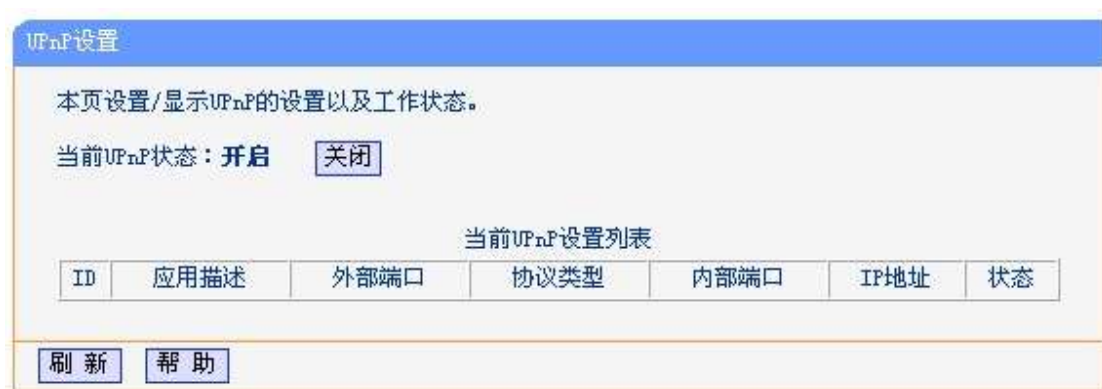 UPnP设置
本页设置/显示UPnP的设置以及工作状态。
当前UPnP状态：开启 关闭
当前UPnP设置列表
ID 应用描述 外部端口 协议类型 内部端口 IP地址 状态
刷 新 帮 助